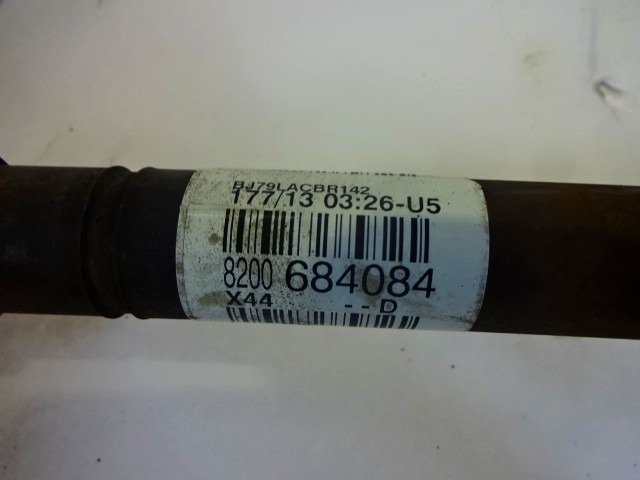 BJ79LACBR142
177/13 03:26-U5
8200 684084
X44 -- D